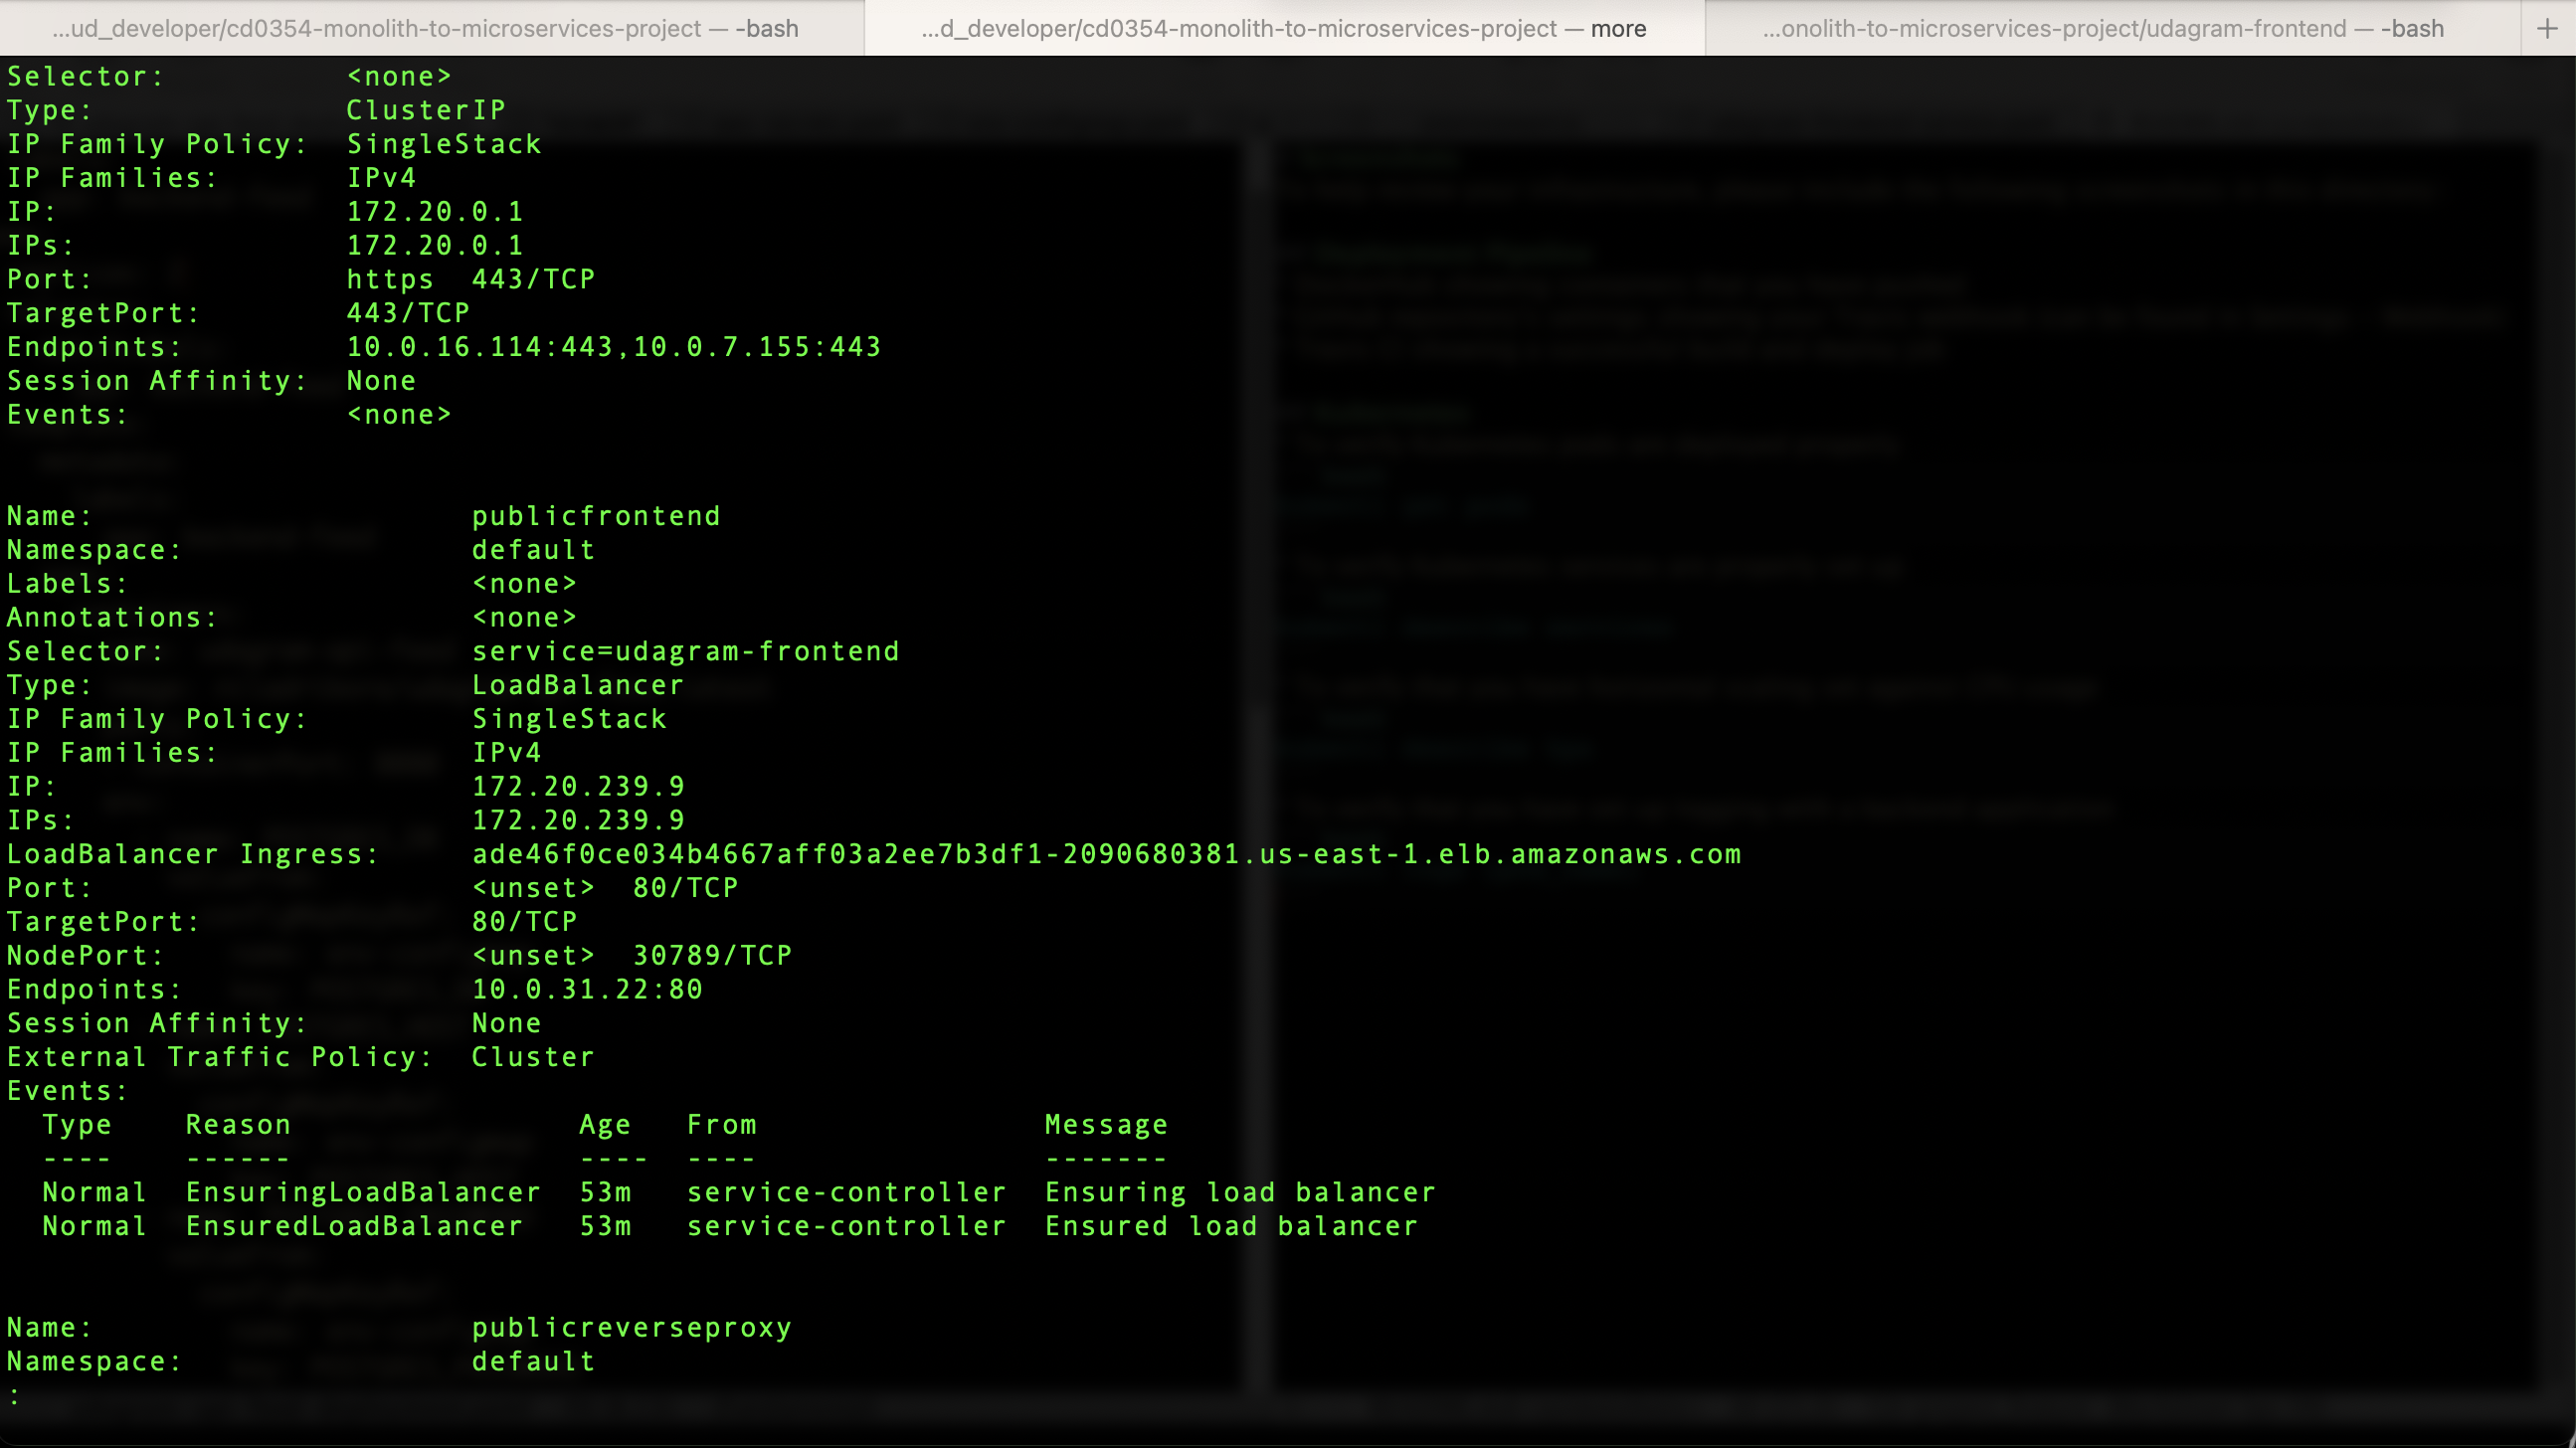 ...ud_developer/cd0354-monolith-to-microservices-project — -bash
...d_developer/cd0354-monolith-to-microservices-project — more
...onolith-to-microservices-project/udagram-frontend — -bash
+
Selector:          <none>
Type:              ClusterIP
IP Family Policy:  SingleStack
IP Families:       IPv4
IP:                172.20.0.1
IPs:               172.20.0.1
Port:              https  443/TCP
TargetPort:        443/TCP
Endpoints:         10.0.16.114:443,10.0.7.155:443
Session Affinity:  None
Events:            <none>
Name:                     publicfrontend
Namespace:                default
Labels:                   <none>
Annotations:              <none>
Selector:                 service=udagram-frontend
Type:                     LoadBalancer
IP Family Policy:         SingleStack
IP Families:              IPv4
IP:                       172.20.239.9
IPs:                      172.20.239.9
LoadBalancer Ingress:     ade46f0ce034b4667aff03a2ee7b3df1-2090680381.us-east-1.elb.amazonaws.com
Port:                     <unset>  80/TCP
TargetPort:               80/TCP
NodePort:                 <unset>  30789/TCP
Endpoints:                10.0.31.22:80
Session Affinity:         None
External Traffic Policy:  Cluster
Events:
  Type    Reason                Age   From                Message
  ----    ------                ----  ----                -------
  Normal  EnsuringLoadBalancer  53m   service-controller  Ensuring load balancer
  Normal  EnsuredLoadBalancer   53m   service-controller  Ensured load balancer
Name:                     publicreverseproxy
Namespace:                default
: